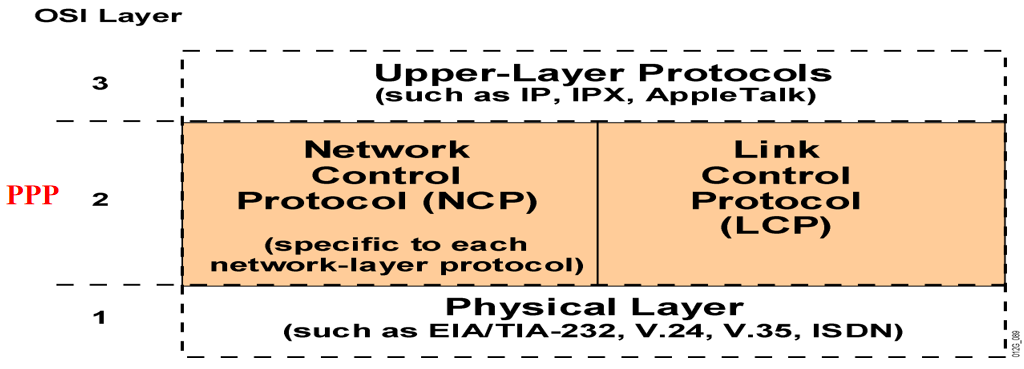 OSI Layer
3
Upper-Layer Protocols
(such as IP, IPX, AppleTalk)
PPP
2
Network
Control
Protocol (NCP)
(specific to each
network-layer protocol)
Link
Control
Protocol
(LCP)
1
Physical Layer
(such as EIA/TIA-232, V.24, V.35, ISDN)
012G_089